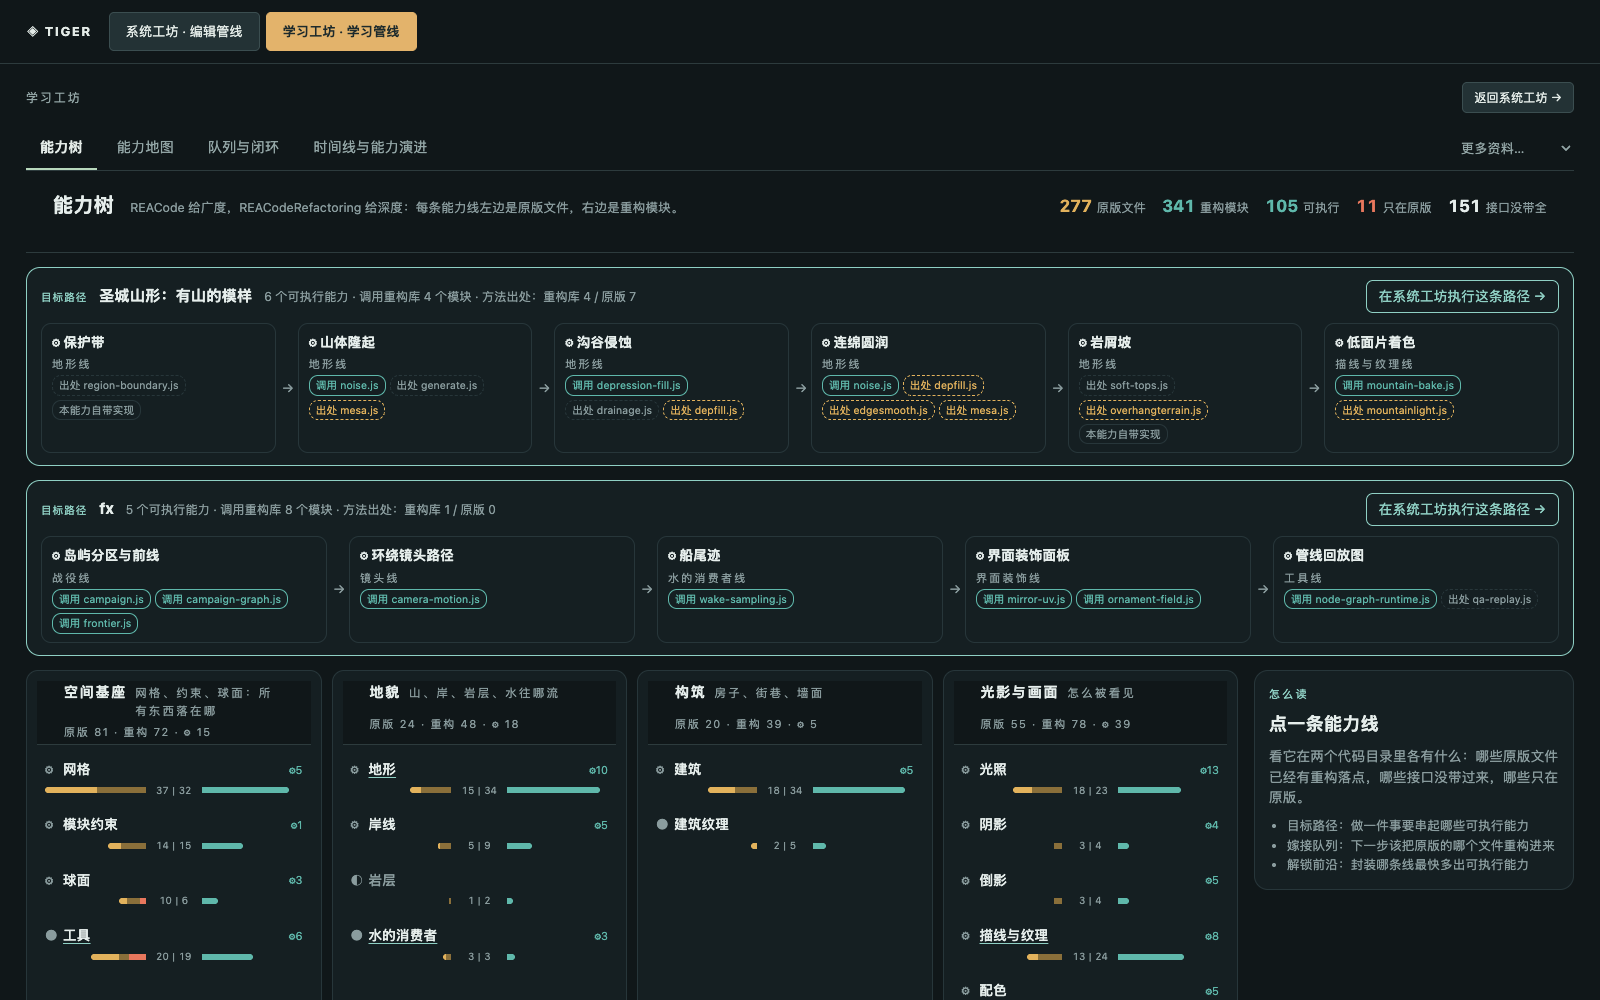 ◈ TIGER
系统工坊 · 编辑管线
学习工坊 · 学习管线
学习工坊
返回系统工坊 →
能力树
能力地图
队列与闭环
时间线与能力演进
更多资料...
能力树 REACode 给广度，REACodeRefactoring 给深度：每条能力线左边是原版文件，右边是重构模块。
277 原版文件 341 重构模块 105 可执行 11 只在原版 151 接口没带全
目标路径 圣城山形：有山的模样 6 个可执行能力 · 调用重构库 4 个模块 · 方法出处：重构库 4 / 原版 7
在系统工坊执行这条路径 →
⚙ 保护带
地形线
出处 region-boundary.js
本能力自带实现
→
⚙ 山体隆起
地形线
调用 noise.js 出处 generate.js
出处 mesa.js
→
⚙ 沟谷侵蚀
地形线
调用 depression-fill.js
出处 drainage.js 出处 depfill.js
→
⚙ 连绵圆润
地形线
调用 noise.js 出处 depfill.js
出处 edgesmooth.js 出处 mesa.js
→
⚙ 岩屑坡
地形线
出处 soft-tops.js
出处 overhangterrain.js
本能力自带实现
→
⚙ 低面片着色
描线与纹理线
调用 mountain-bake.js
出处 mountainlight.js
目标路径 fx 5 个可执行能力 · 调用重构库 8 个模块 · 方法出处：重构库 1 / 原版 0
在系统工坊执行这条路径 →
⚙ 岛屿分区与前线
战役线
调用 campaign.js 调用 campaign-graph.js
调用 frontier.js
→
⚙ 环绕镜头路径
镜头线
调用 camera-motion.js
→
⚙ 船尾迹
水的消费者线
调用 wake-sampling.js
→
⚙ 界面装饰面板
界面装饰线
调用 mirror-uv.js 调用 ornament-field.js
→
⚙ 管线回放图
工具线
调用 node-graph-runtime.js 出处 qa-replay.js
空间基座 网格、约束、球面：所
有东西落在哪
原版 81 · 重构 72 · ⚙ 15
⚙ 网格 ⚙5
37 | 32
⚙ 模块约束 ⚙1
14 | 15
⚙ 球面 ⚙3
10 | 6
工具 ⚙6
20 | 19
地貌 山、岸、岩层、水往哪流
原版 24 · 重构 48 · ⚙ 18
⚙ 地形 ⚙10
15 | 34
⚙ 岸线 ⚙5
5 | 9
岩层
1 | 2
水的消费者 ⚙3
3 | 3
构筑 房子、街巷、墙面
原版 20 · 重构 39 · ⚙ 5
⚙ 建筑 ⚙5
18 | 34
建筑纹理
2 | 5
光影与画面 怎么被看见
原版 55 · 重构 78 · ⚙ 39
⚙ 光照 ⚙13
18 | 23
⚙ 阴影 ⚙4
3 | 4
⚙ 倒影 ⚙5
3 | 4
⚙ 描线与纹理 ⚙8
13 | 24
⚙ 配色 ⚙5
怎么读
点一条能力线
看它在两个代码目录里各有什么：哪些原版文件
已经有重构落点，哪些接口没带过来，哪些只在
原版。
• 目标路径：做一件事要串起哪些可执行能力
• 嫁接队列：下一步该把原版的哪个文件重构进来
• 解锁前沿：封装哪条线最快多出可执行能力